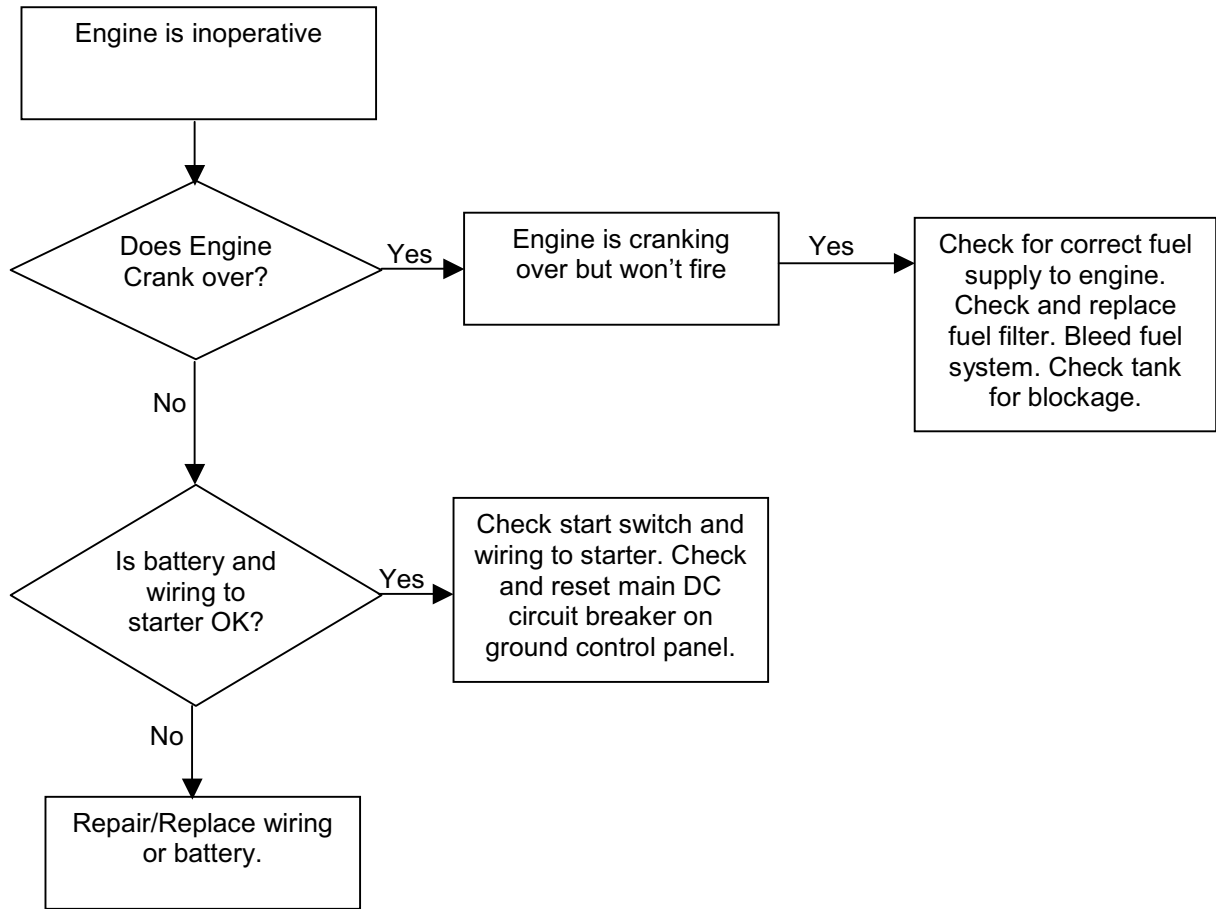 Engine is inoperative
Does Engine
Crank over?
Yes
Engine is cranking
over but won’t fire
Yes
Check for correct fuel
supply to engine.
Check and replace
fuel filter. Bleed fuel
system. Check tank
for blockage.
No
Is battery and
wiring to
starter OK?
Yes
Check start switch and
wiring to starter. Check
and reset main DC
circuit breaker on
ground control panel.
No
Repair/Replace wiring
or battery.